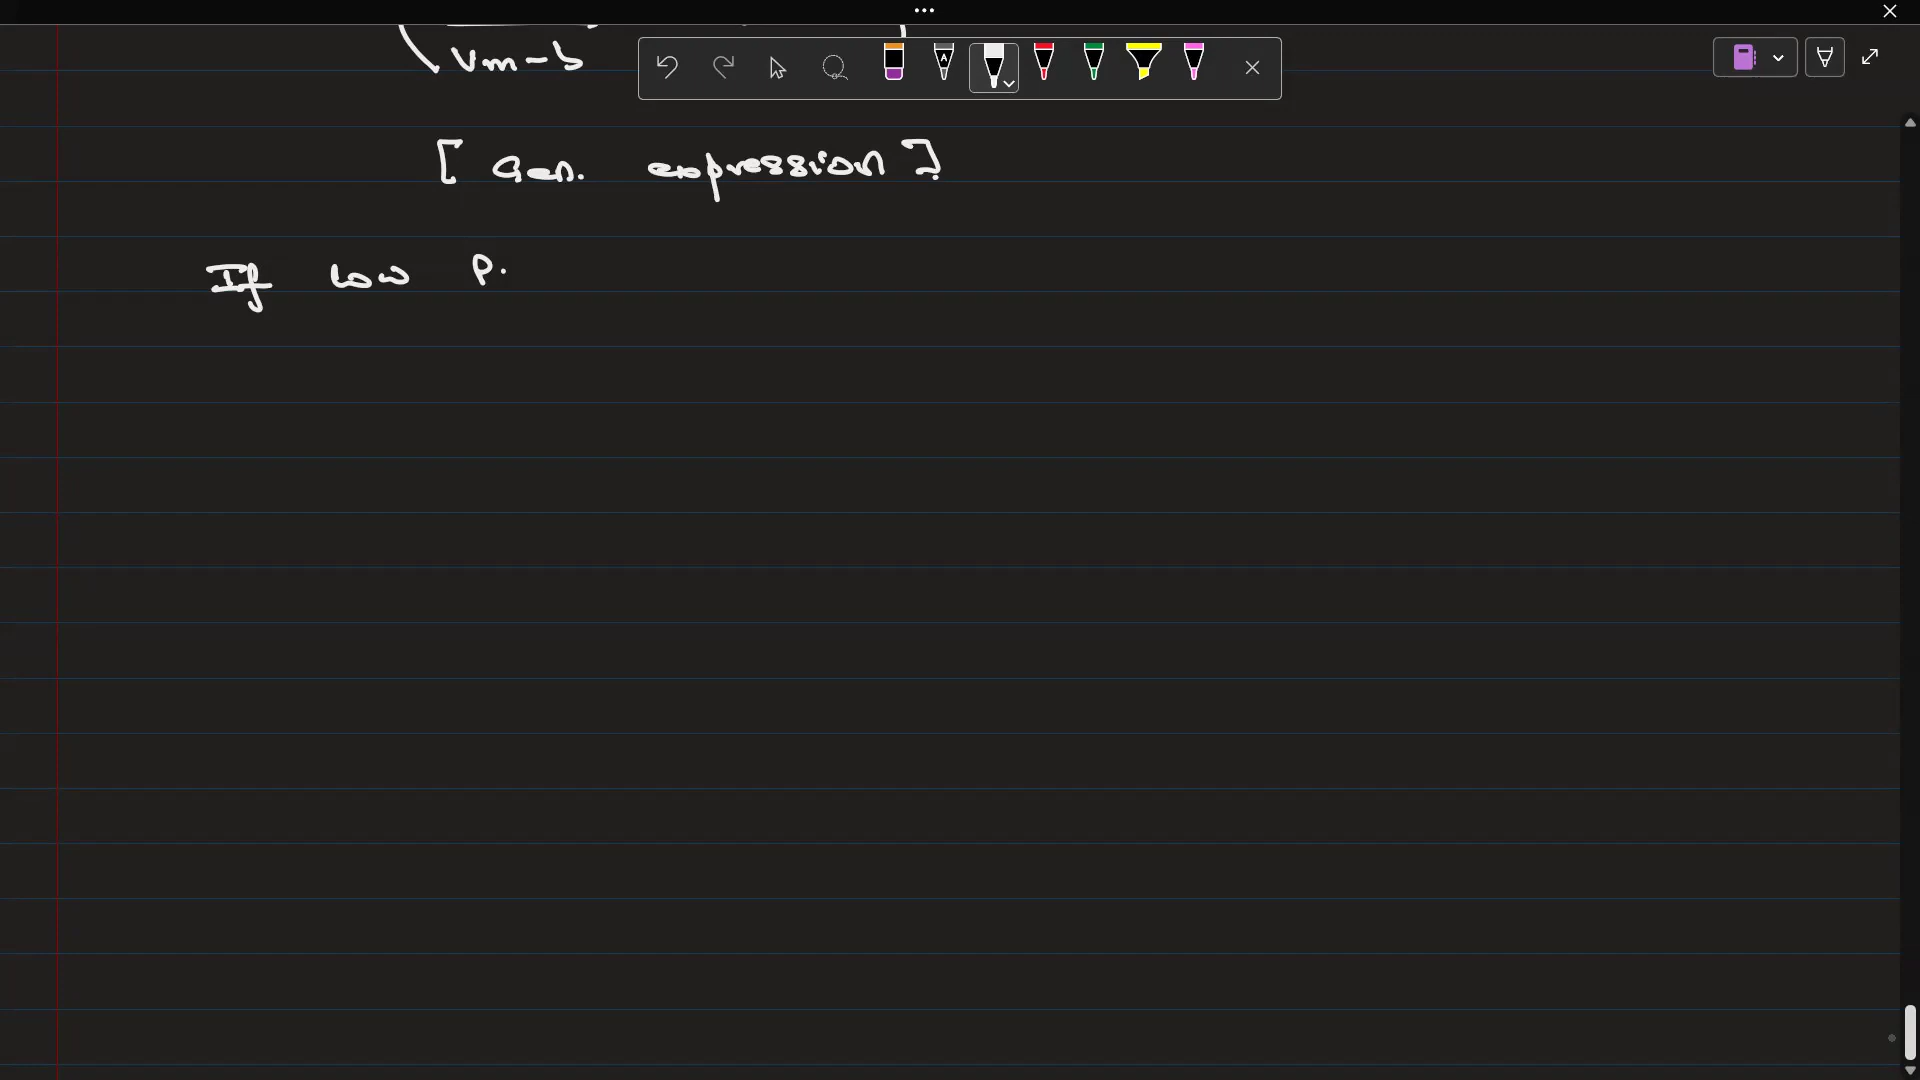 Vm-b
[ Gen. expression ]
If low P.